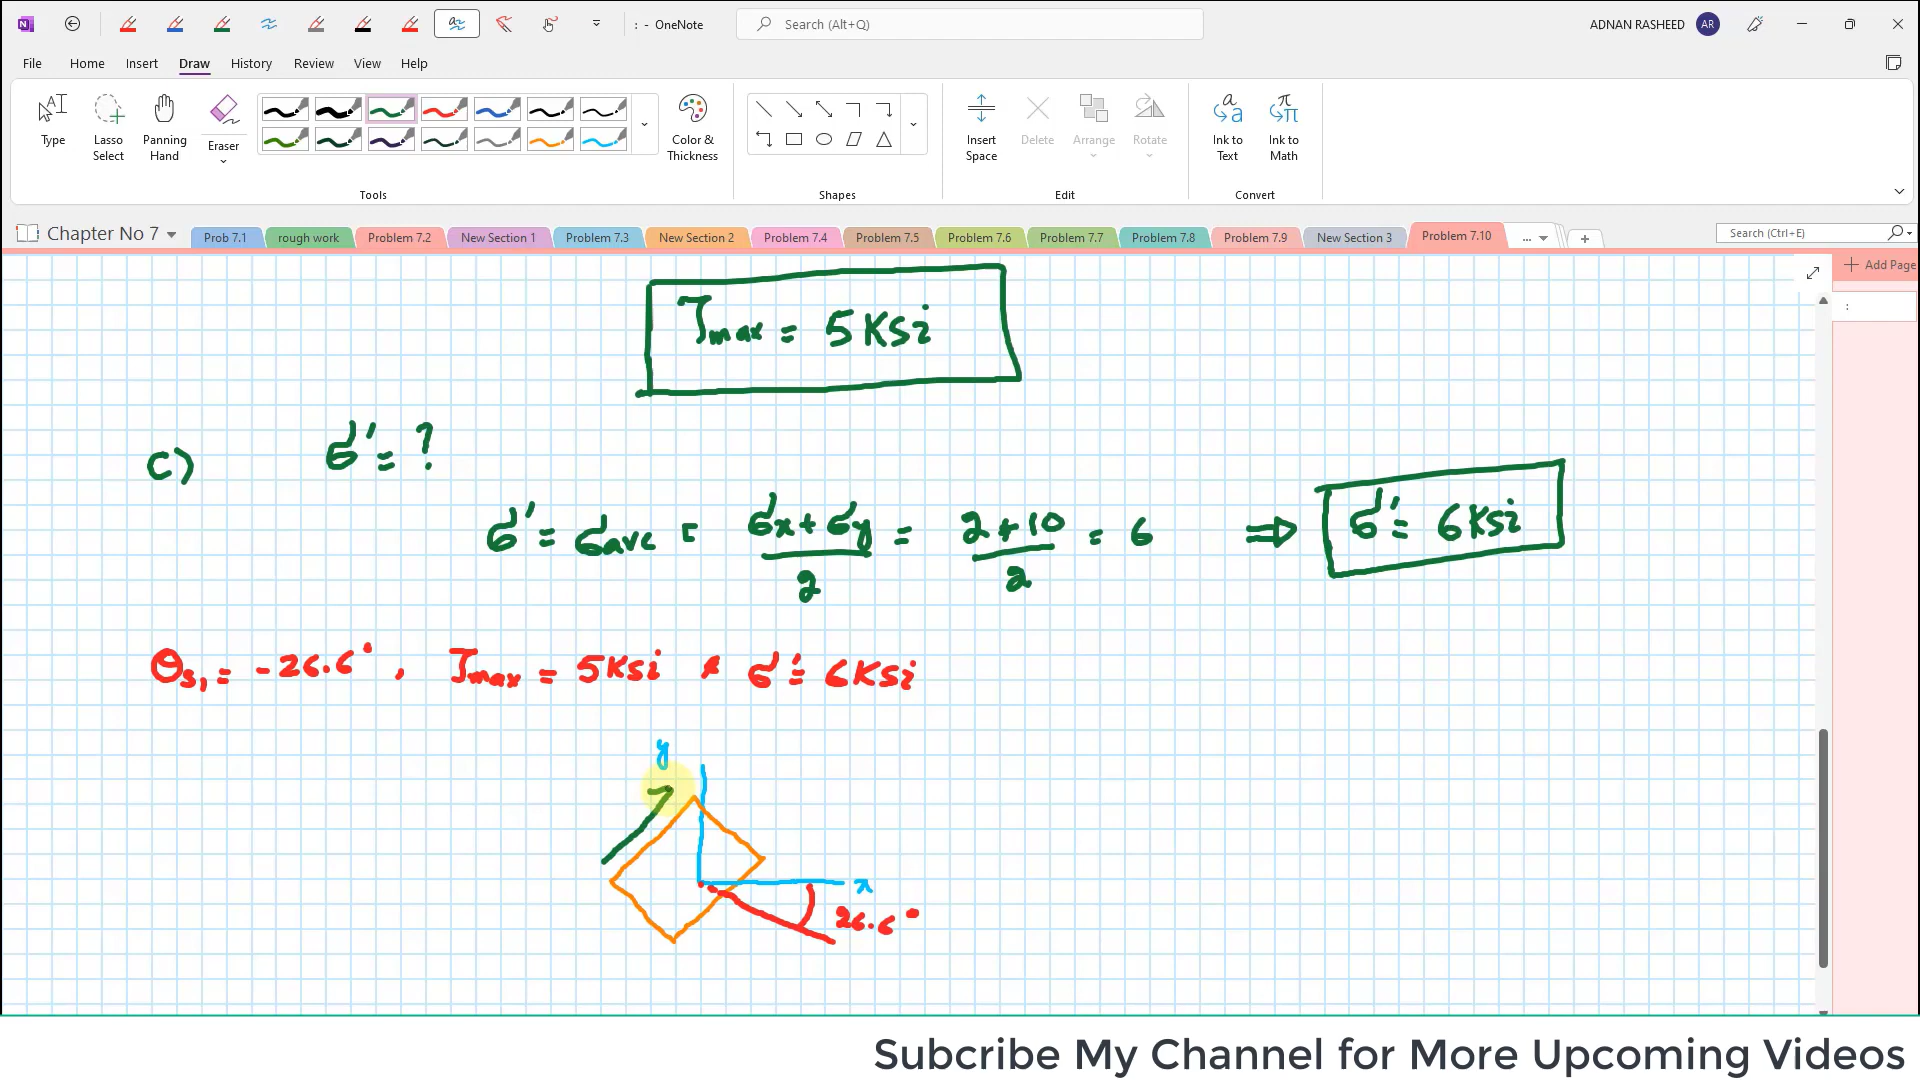 : - OneNote
Search (Alt+Q)
ADNAN RASHEED AR
File Home Insert Draw History Review View Help
Type
Lasso Select
Panning Hand
Eraser
Color & Thickness
Insert Space
Delete
Arrange
Rotate
Ink to Text
Ink to Math
Tools
Shapes
Edit
Convert
Chapter No 7
Prob 7.1 rough work Problem 7.2 New Section 1 Problem 7.3 New Section 2 Problem 7.4 Problem 7.5 Problem 7.6 Problem 7.7 Problem 7.8 Problem 7.9 New Section 3 Problem 7.10 ...
Search (Ctrl+E)
Add Page
:
τmax = 5 Ksi
c) σ' = ?
σ' = σave = (σx + σy)/2 = (2 + 10)/2 = 6 ⇒ σ' = 6 Ksi
θs1 = -26.6°, τmax = 5 Ksi & σ' = 6 Ksi
y
x
26.6°
Subcribe My Channel for More Upcoming Videos